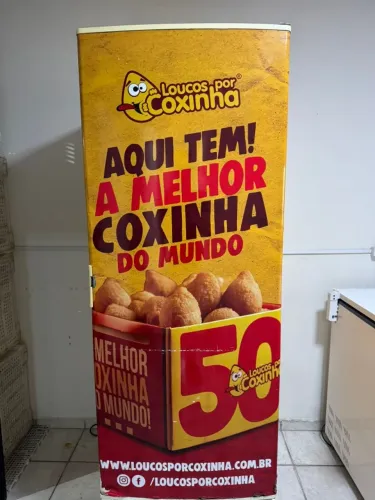 LOUCOS POR
COXINHA®
AQUI TEM!
A MELHOR
COXINHA
DO MUNDO
MELHOR
OXINHA
O MUNDO!
50
LOUCOS por
COXINHA
WWW.LOUCOSPORCOXINHA.COM.BR
/LOUCOSPORCOXINHA